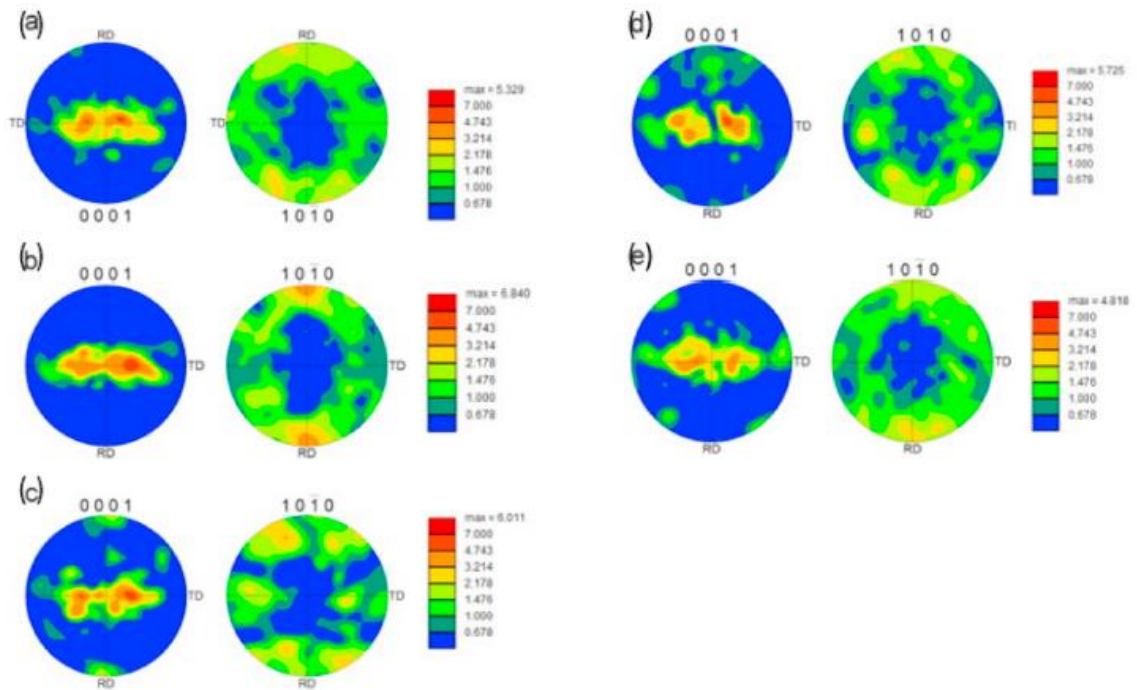 (a)
RD
TD
0 0 0 1
RD
TD
1 0 1 0
max = 5.329
7.000
4.743
3.214
2.178
1.476
1.000
0.678
(b)
0 0 0 1
TD
RD
1 0 1̄ 0
TD
RD
max = 6.840
7.000
4.743
3.214
2.178
1.476
1.000
0.678
(c)
0 0 0 1
TD
RD
1 0 1̄ 0
TD
RD
max = 6.011
7.000
4.743
3.214
2.178
1.476
1.000
0.678
(d)
0 0 0 1
TD
RD
1 0 1̄ 0
TI
RD
max = 5.725
7.000
4.743
3.214
2.178
1.476
1.000
0.678
(e)
0 0 0 1
TD
RD
1 0 1̄ 0
TD
RD
max = 4.818
7.000
4.743
3.214
2.178
1.476
1.000
0.678